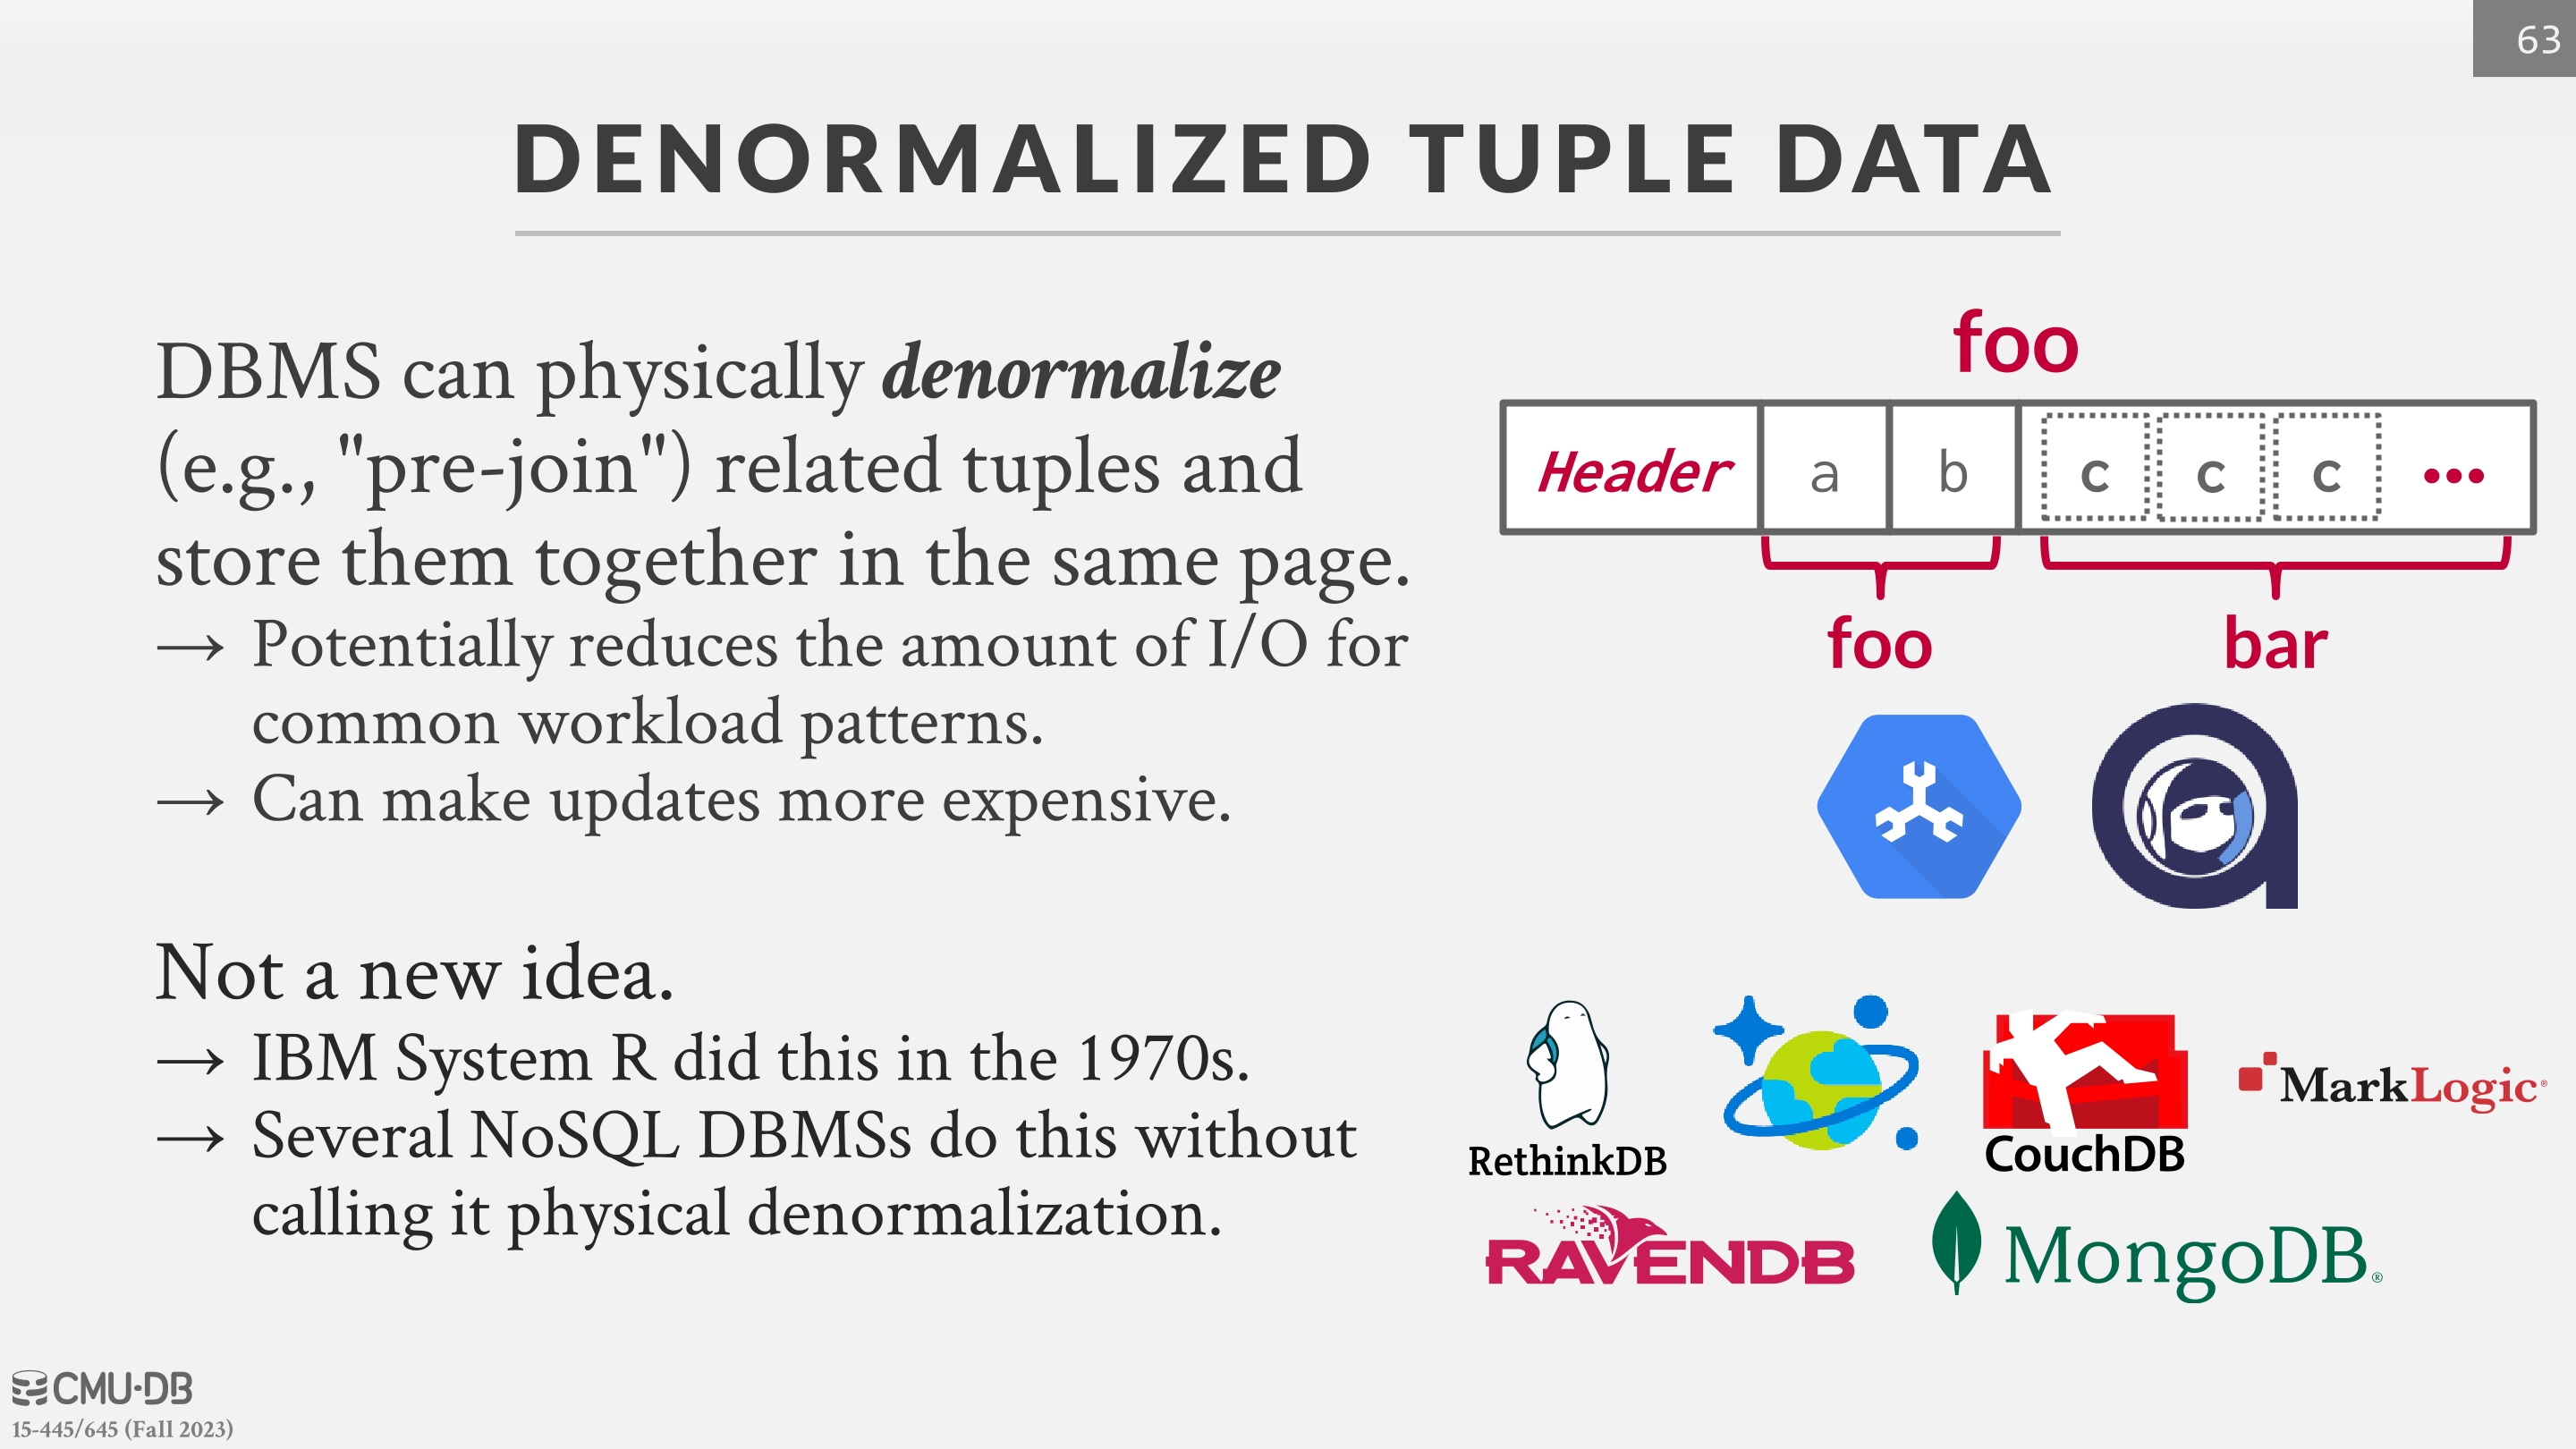 63
DENORMALIZED TUPLE DATA
DBMS can physically denormalize
(e.g., "pre-join") related tuples and
store them together in the same page.
→ Potentially reduces the amount of I/O for
common workload patterns.
→ Can make updates more expensive.
Not a new idea.
→ IBM System R did this in the 1970s.
→ Several NoSQL DBMSs do this without
calling it physical denormalization.
foo
Header a b c c c •••
foo bar
RethinkDB
CouchDB
MarkLogic®
RAVENDB
MongoDB®
CMU·DB
15-445/645 (Fall 2023)